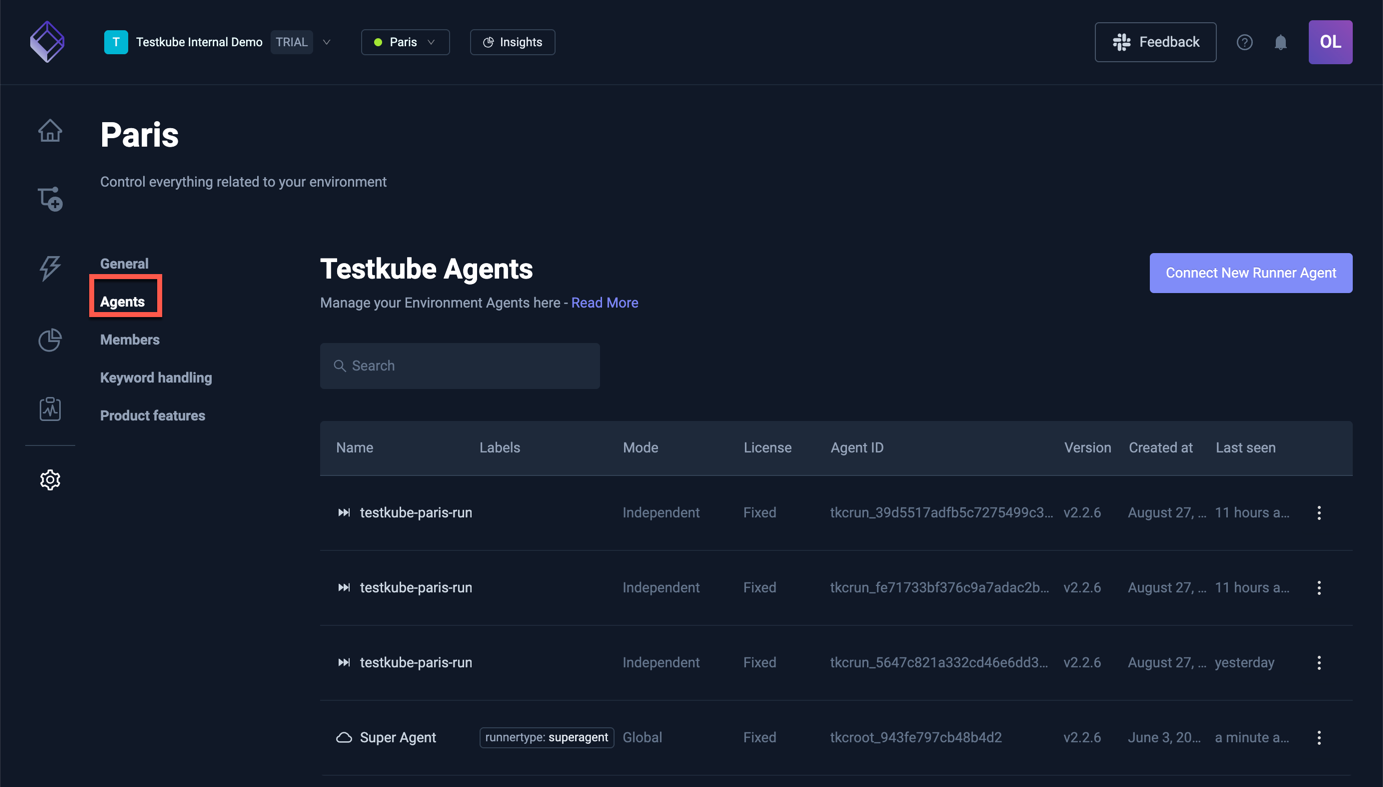 T Testkube Internal Demo TRIAL Paris Insights Feedback OL
Paris
Control everything related to your environment
General
Agents
Members
Keyword handling
Product features
Testkube Agents
Manage your Environment Agents here - Read More
Connect New Runner Agent
Search
Name Labels Mode License Agent ID Version Created at Last seen
testkube-paris-run Independent Fixed tkcrun_39d5517adfb5c7275499c3... v2.2.6 August 27, ... 11 hours a...
testkube-paris-run Independent Fixed tkcrun_fe71733bf376c9a7adac2b... v2.2.6 August 27, ... 11 hours a...
testkube-paris-run Independent Fixed tkcrun_5647c821a332cd46e6dd3... v2.2.6 August 27, ... yesterday
Super Agent runnertype: superagent Global Fixed tkcroot_943fe797cb48b4d2 v2.2.6 June 3, 20... a minute a...